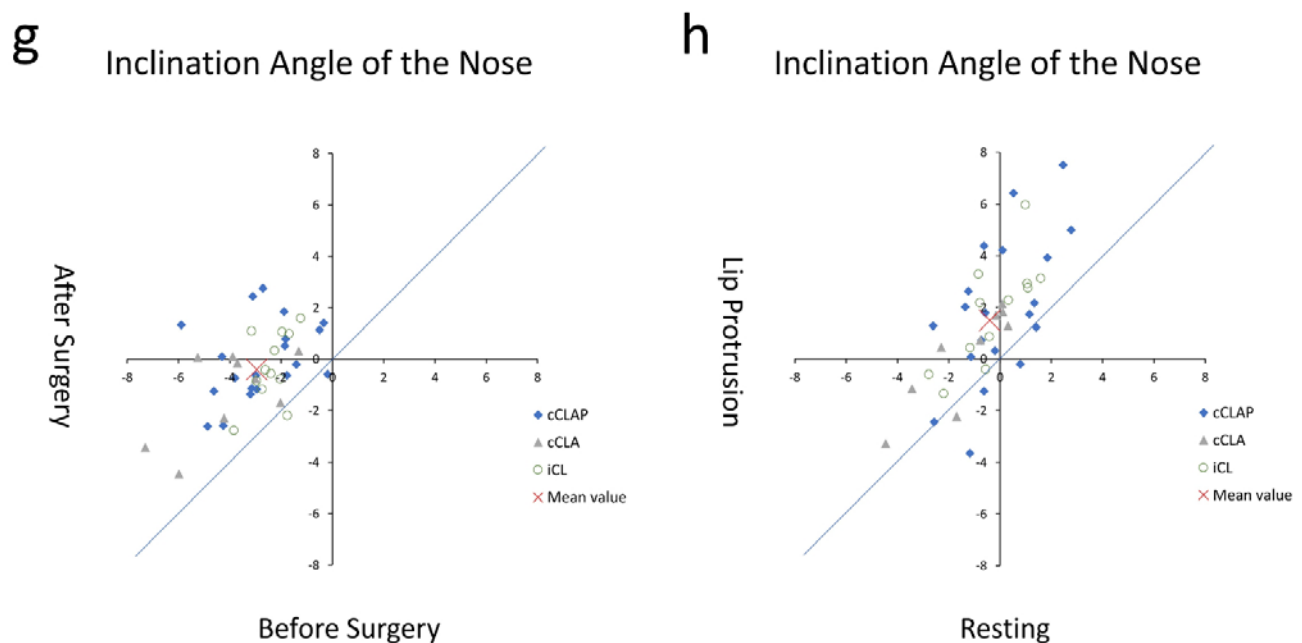 g
Inclination Angle of the Nose
8
6
4
2
0
-8 -6 -4 -2 0 2 4 6 8
-2
-4
-6
-8
After Surgery
Before Surgery
cCLAP
cCLA
iCL
Mean value
h
Inclination Angle of the Nose
8
6
4
2
0
-8 -6 -4 -2 0 2 4 6 8
-2
-4
-6
-8
Lip Protrusion
Resting
cCLAP
cCLA
iCL
Mean value